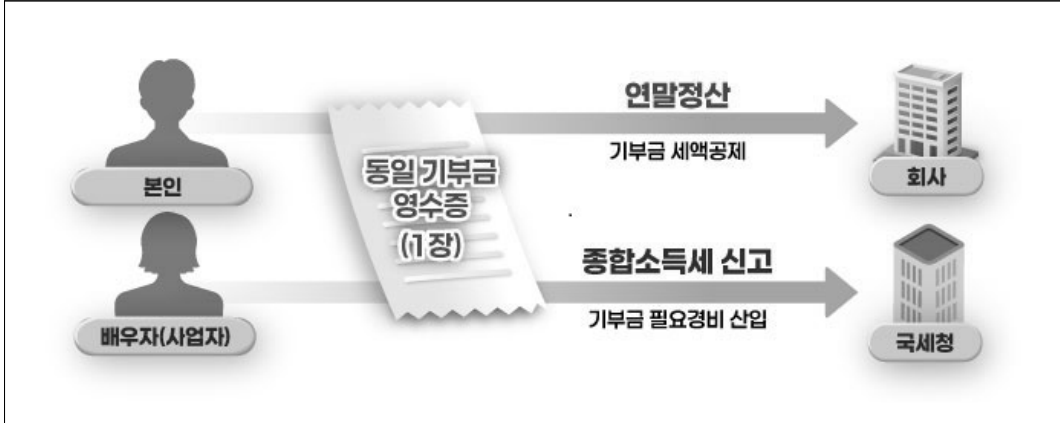 연말정산
기부금 세액공제
본인
회사
동일 기부금
영수증
(1장)
종합소득세 신고
기부금 필요경비 산입
배우자(사업자)
국세청